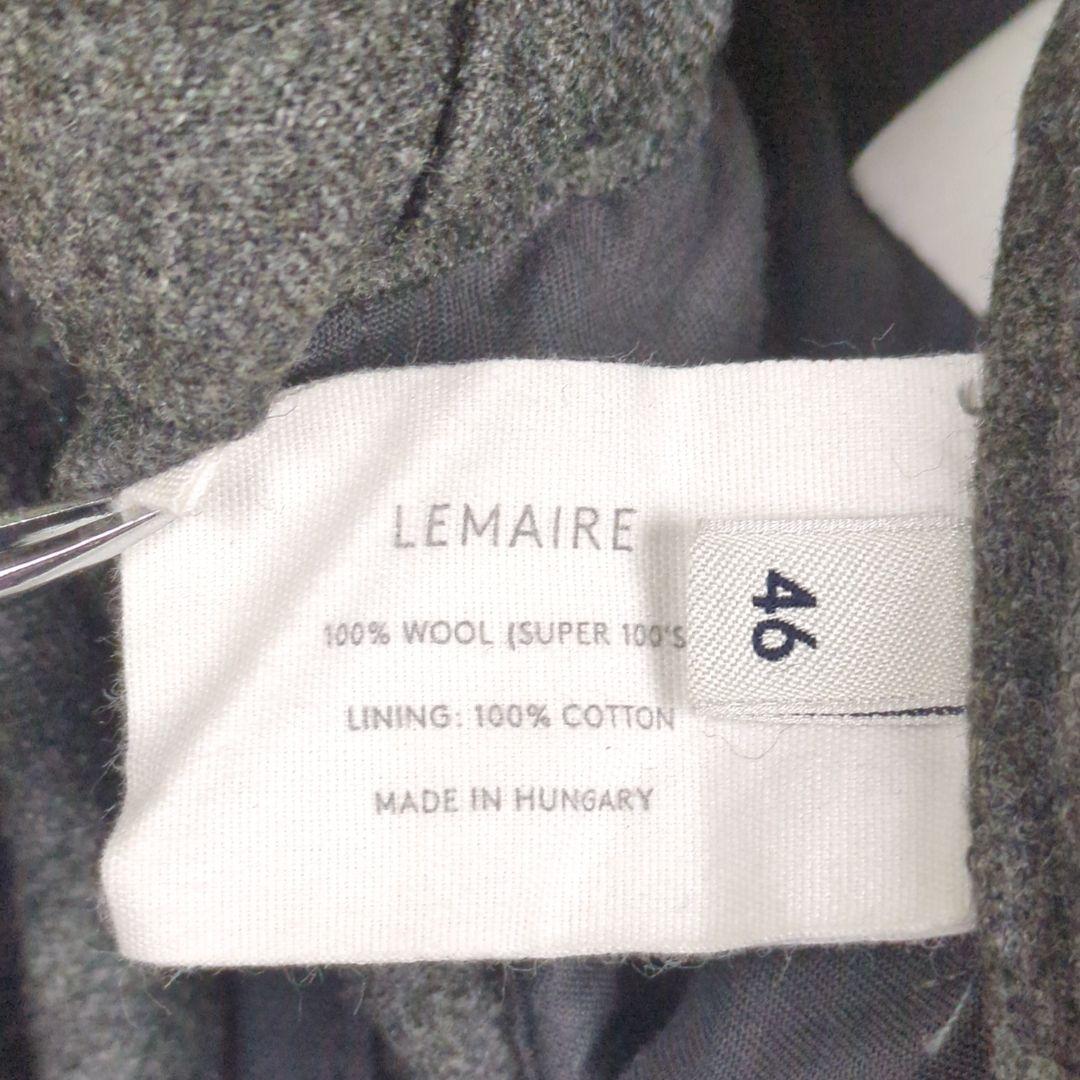 LEMAIRE
100% WOOL (SUPER 100'S
LINING: 100% COTTON
MADE IN HUNGARY
46